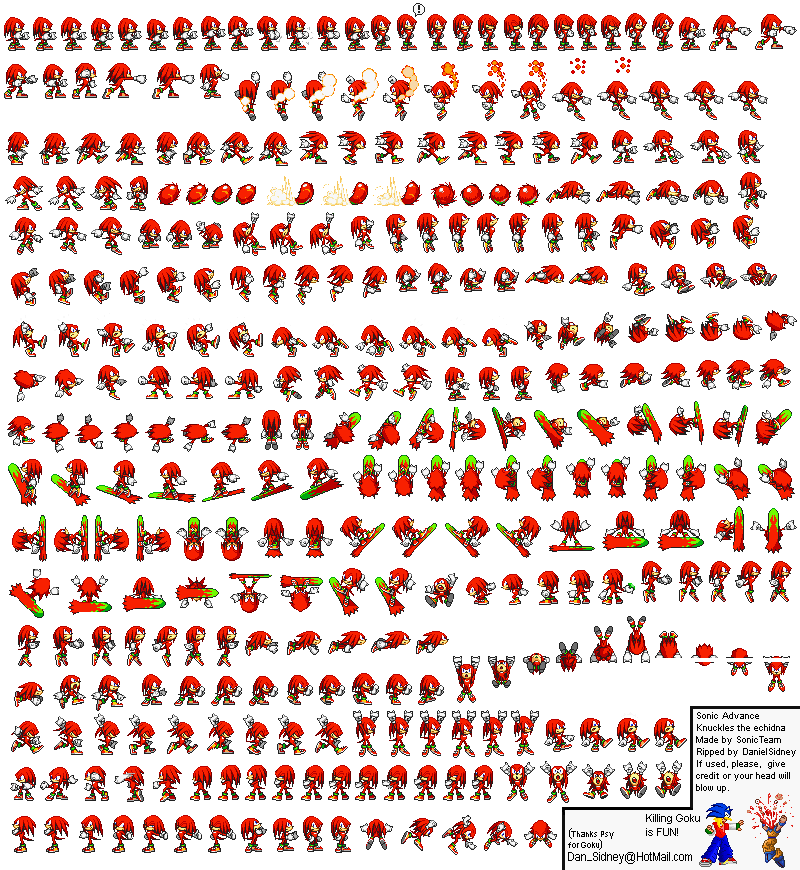 !
Sonic Advance
Knuckles the echidna
Made by SonicTeam
Ripped by DanielSidney
If used, please, give
credit or your head will
blow up.
Killing Goku
is FUN!
(Thanks Psy
for Goku)
Dan_Sidney@HotMail.com